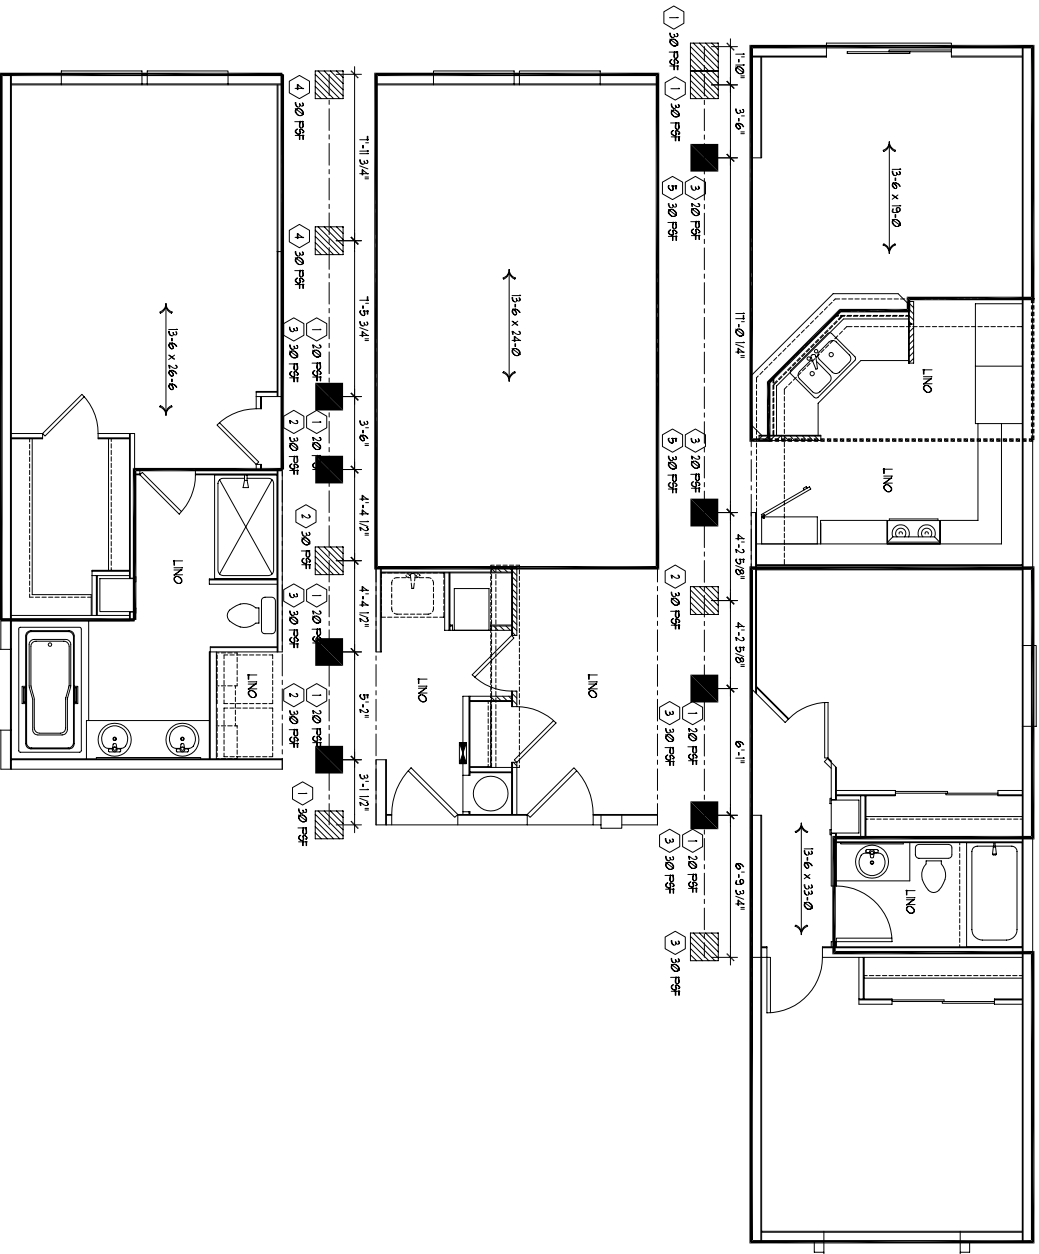 1
30 PSF
1
30 PSF
1'-10"
3'-6"
3
20 PSF
5
30 PSF
17'-0 1/4"
3
20 PSF
5
30 PSF
4'-2 5/8"
2
30 PSF
4'-2 5/8"
1
20 PSF
3
30 PSF
6'-1"
1
20 PSF
3
30 PSF
6'-9 3/4"
3
30 PSF
13-6 x 19-0
LINO
LINO
13-6 x 33-0
LINO
4
30 PSF
7'-11 3/4"
4
30 PSF
7'-5 3/4"
1
20 PSF
3
30 PSF
3'-6"
1
20
2
30 PSF
4'-4 1/2"
2
30 PSF
4'-4 1/2"
1
20 PSF
3
30 PSF
5'-2"
1
20 PSF
2
30 PSF
3'-1 1/2"
1
30 PSF
13-6 x 24-0
LINO
LINO
13-6 x 26-6
LINO
LINO